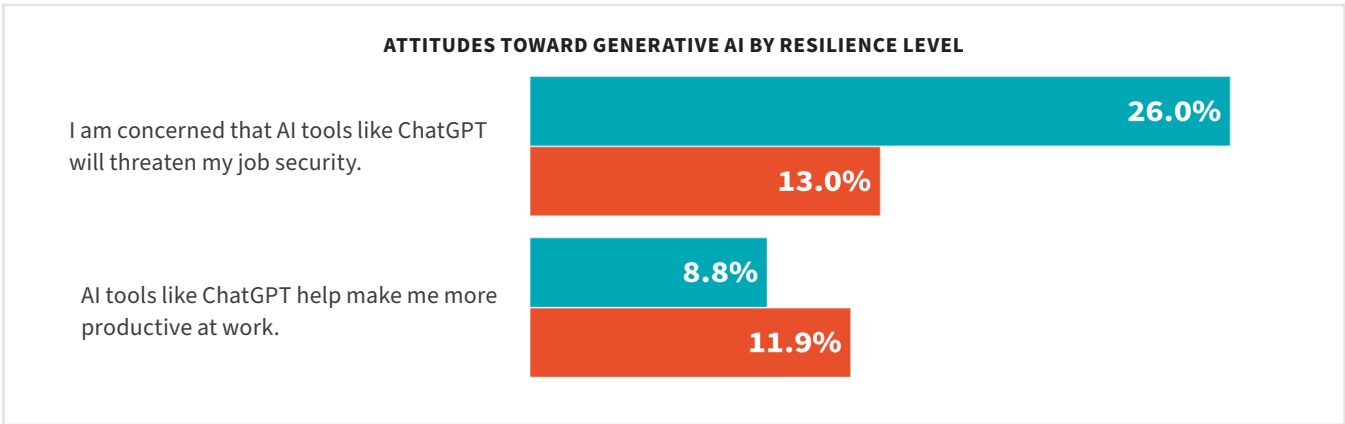 ATTITUDES TOWARD GENERATIVE AI BY RESILIENCE LEVEL
I am concerned that AI tools like ChatGPT
will threaten my job security.
26.0%
13.0%
AI tools like ChatGPT help make me more
productive at work.
8.8%
11.9%